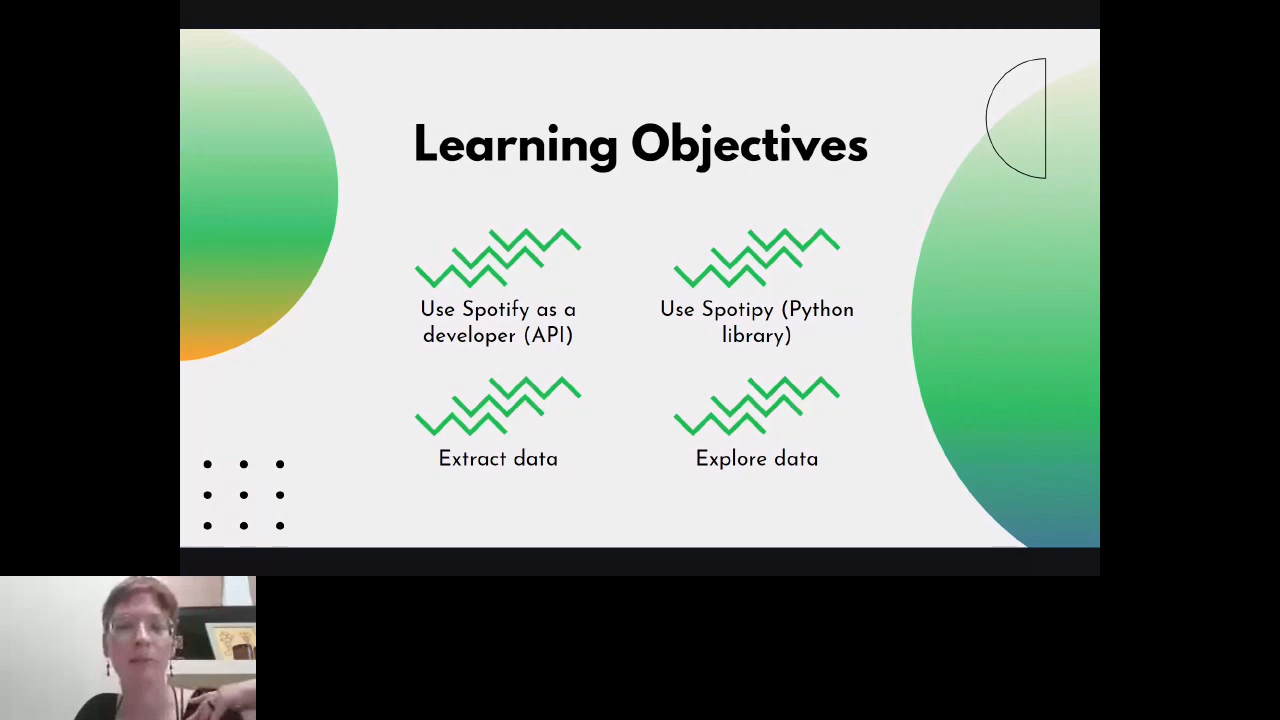 Learning Objectives
Use Spotify as a
developer (API)
Use Spotipy (Python
library)
Extract data
Explore data